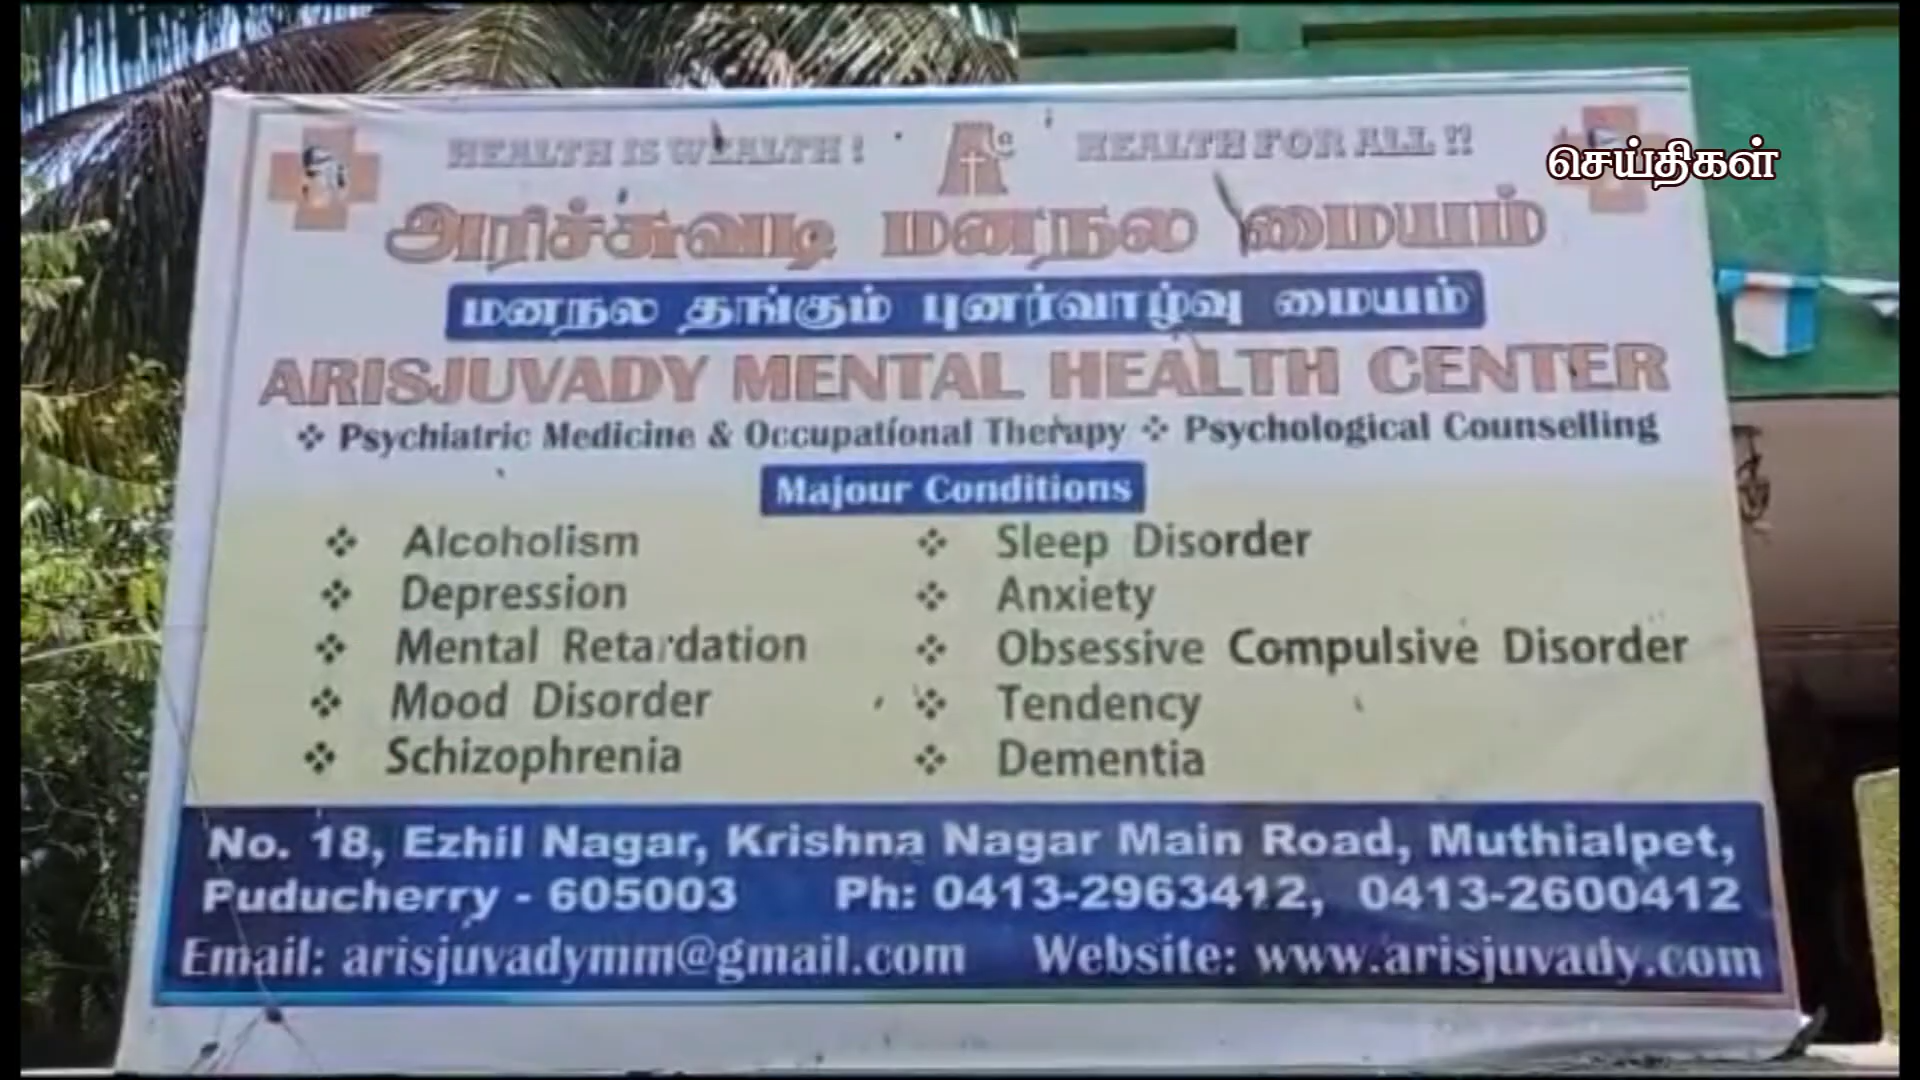 HEALTH IS WEALTH !
HEALTH FOR ALL !!
செய்திகள்
அரிச்சுவடி மனநல மையம்
மனநல தங்கும் புனர்வாழ்வு மையம்
ARISJUVADY MENTAL HEALTH CENTER
❖ Psychiatric Medicine & Occupational Therapy ❖ Psychological Counselling
Majour Conditions
❖ Alcoholism
❖ Depression
❖ Mental Retardation
❖ Mood Disorder
❖ Schizophrenia
❖ Sleep Disorder
❖ Anxiety
❖ Obsessive Compulsive Disorder
❖ Tendency
❖ Dementia
No. 18, Ezhil Nagar, Krishna Nagar Main Road, Muthialpet,
Puducherry - 605003 Ph: 0413-2963412, 0413-2600412
Email: arisjuvadymm@gmail.com Website: www.arisjuvady.com